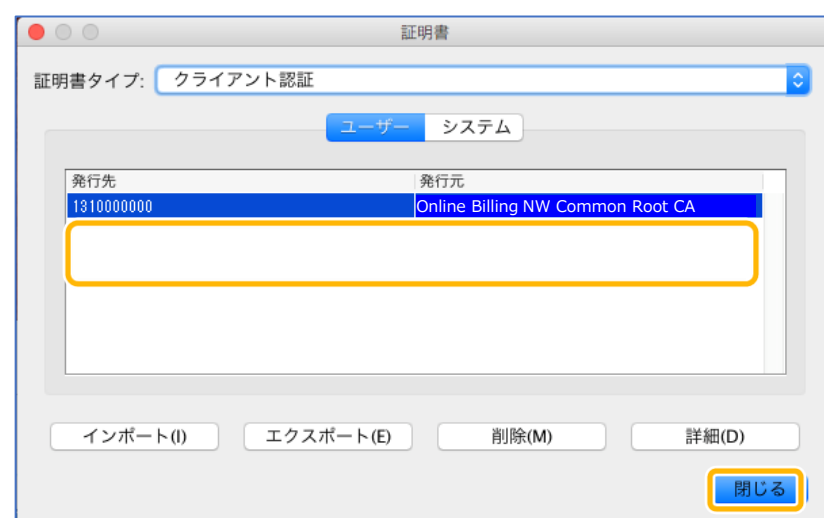 証明書
証明書タイプ: クライアント認証
ユーザー システム
発行先 発行元
1310000000 Online Billing NW Common Root CA
インポート(I) エクスポート(E) 削除(M) 詳細(D)
閉じる